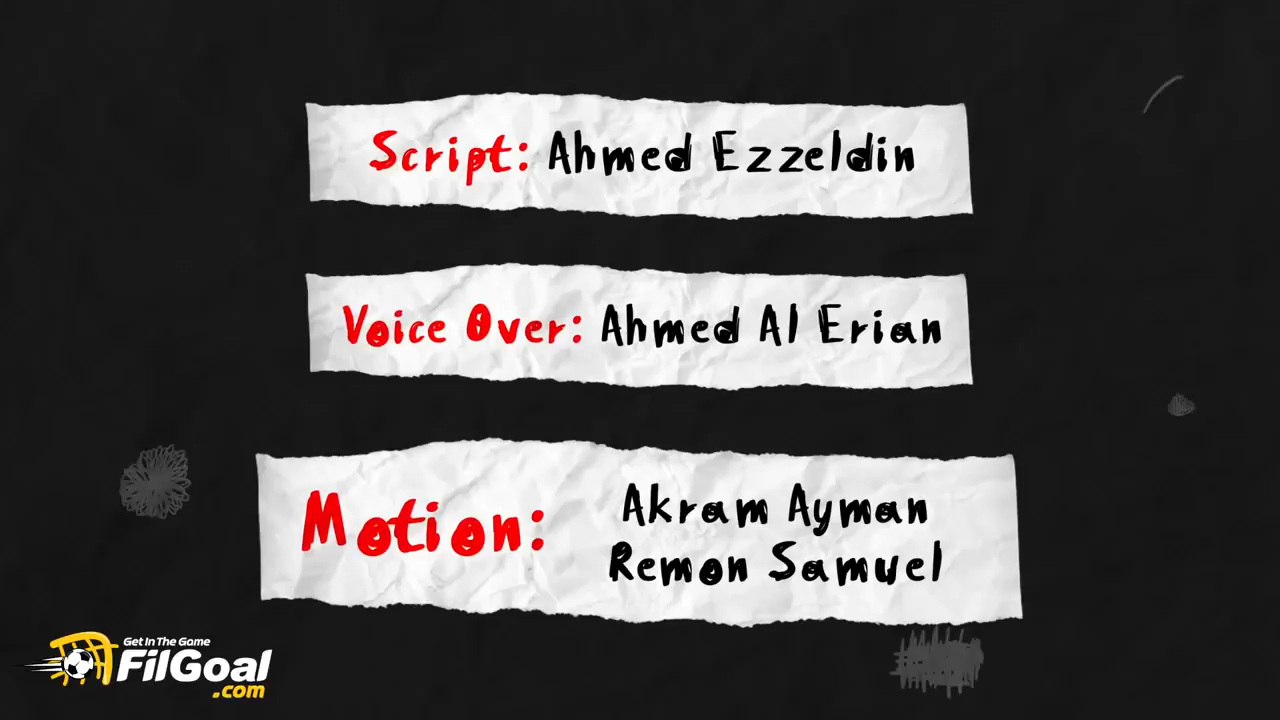 Script: Ahmed Ezzeldin
Voice Over: Ahmed Al Erian
Motion: Akram Ayman
Remon Samuel
Get In The Game
FilGoal
.com